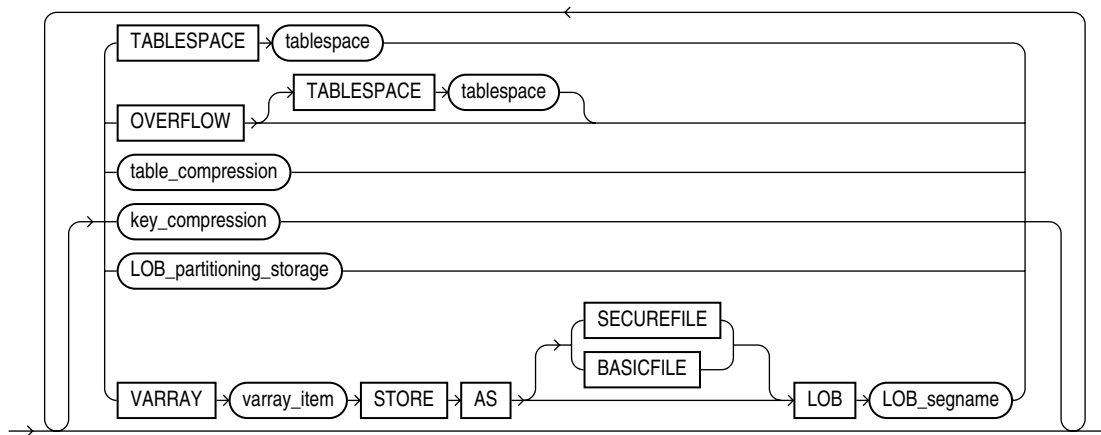 TABLESPACE tablespace
TABLESPACE tablespace
OVERFLOW
table_compression
key_compression
LOB_partitioning_storage
SECUREFILE
BASICFILE
VARRAY varray_item STORE AS LOB LOB_segname